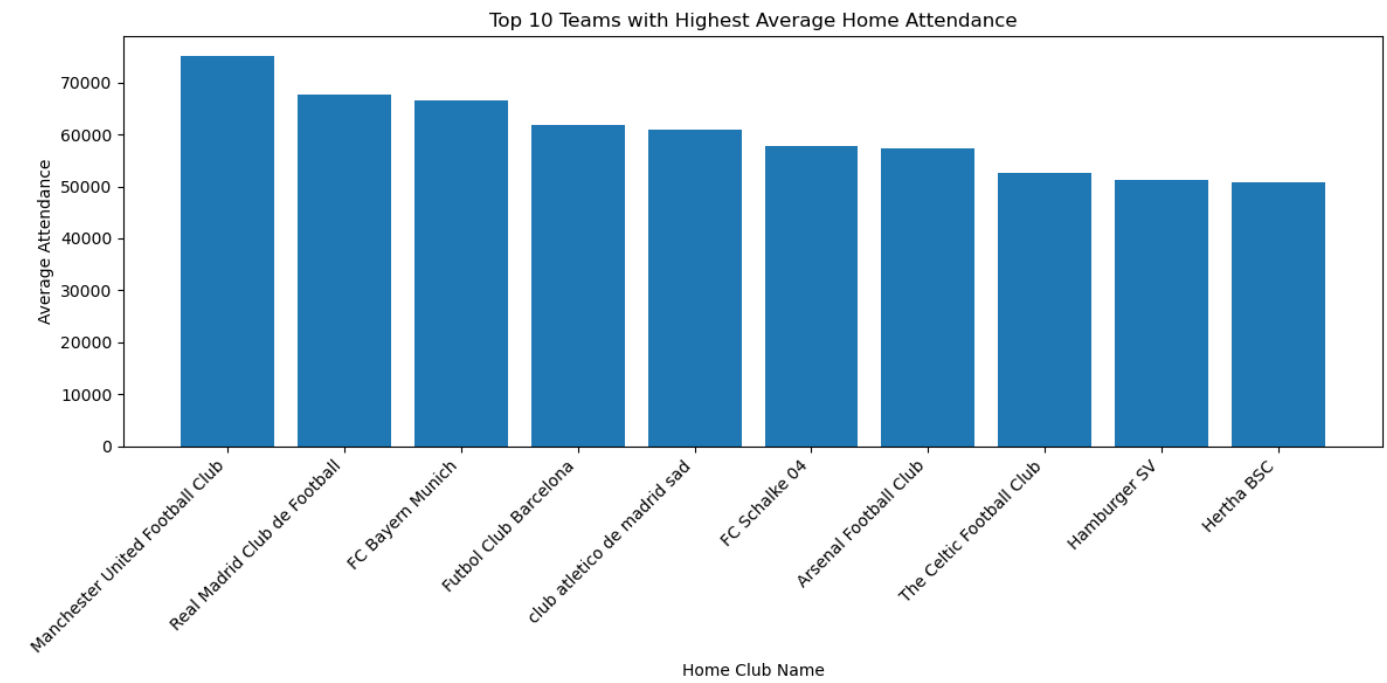 Top 10 Teams with Highest Average Home Attendance
Average Attendance
70000
60000
50000
40000
30000
20000
10000
0
Manchester United Football Club
Real Madrid Club de Football
FC Bayern Munich
Futbol Club Barcelona
club atletico de madrid sad
FC Schalke 04
Arsenal Football Club
The Celtic Football Club
Hamburger SV
Hertha BSC
Home Club Name